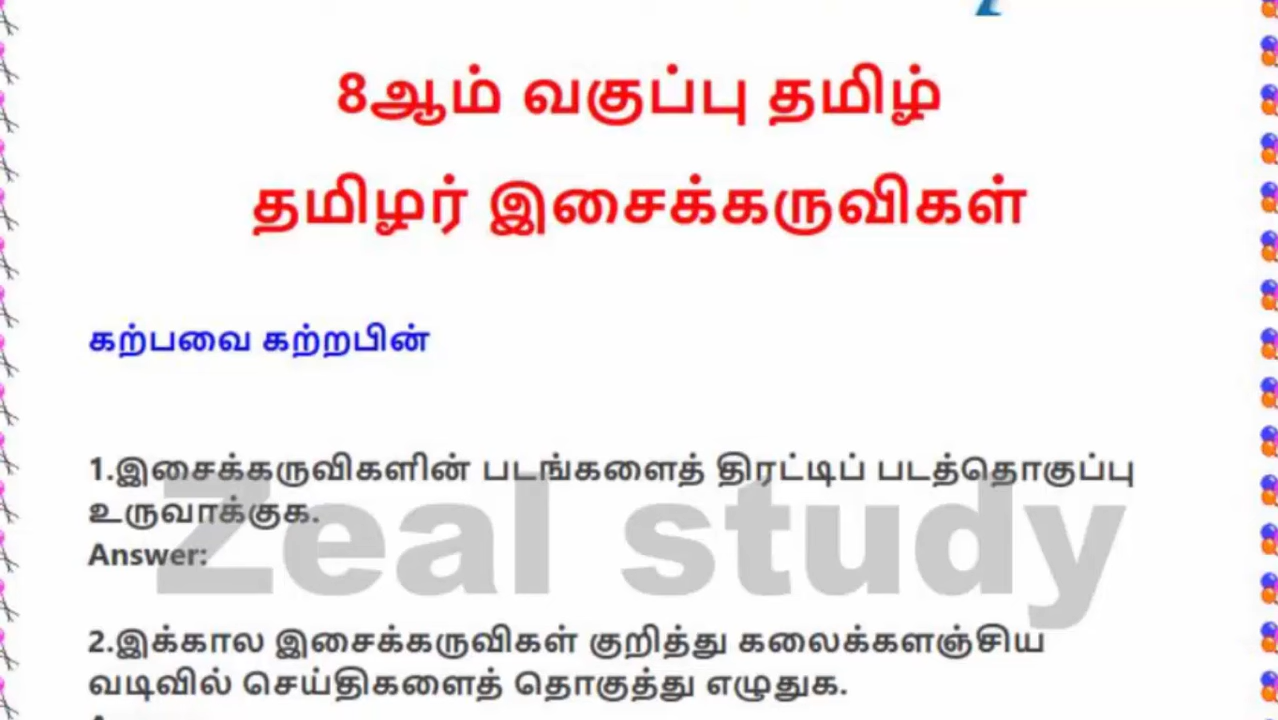 8ஆம் வகுப்பு தமிழ்
தமிழர் இசைக்கருவிகள்
கற்பவை கற்றபின்
1.இசைக்கருவிகளின் படங்களைத் திரட்டிப் படத்தொகுப்பு
உருவாக்குக.
Answer:
Zeal study
2.இக்கால இசைக்கருவிகள் குறித்து கலைக்களஞ்சிய
வடிவில் செய்திகளைத் தொகுத்து எழுதுக.